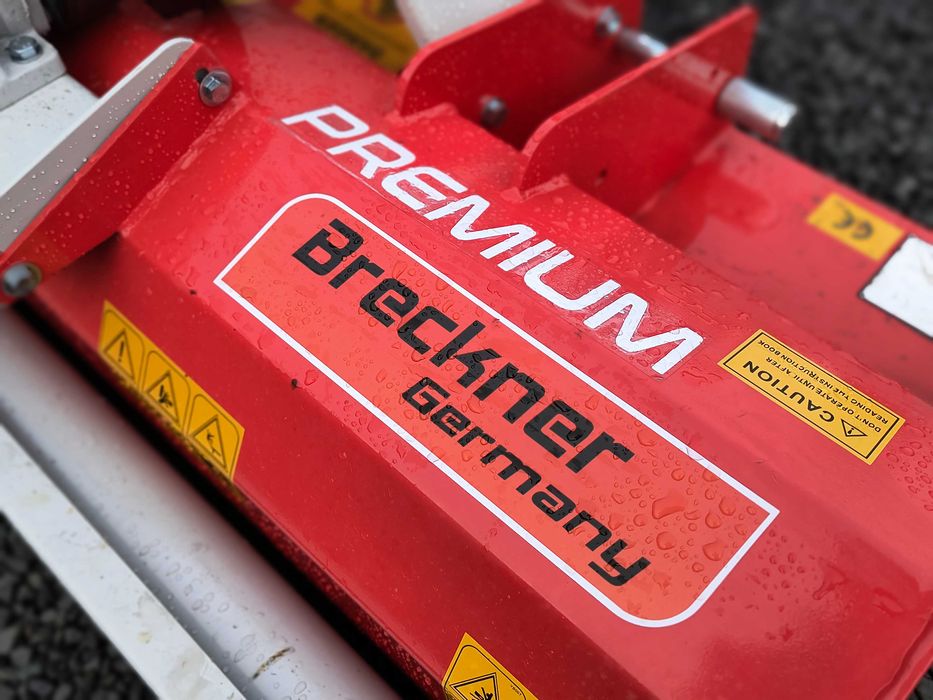 PREMIUM
Breckner
Germany
CAUTION
DON'T OPERATE UNTIL AFTER
READING THE INSTRUCTION BOOK
CE